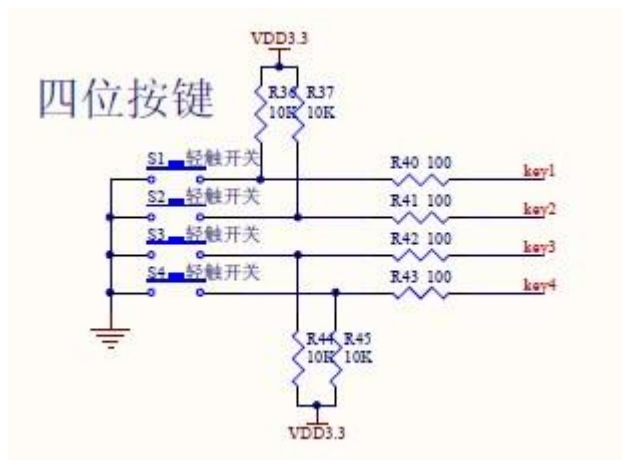 VDD3.3
四位按键
R36 R37
10K 10K
S1 轻触开关 R40 100 key1
S2 轻触开关 R41 100 key2
S3 轻触开关 R42 100 key3
S4 轻触开关 R43 100 key4
R44 R45
10K 10K
VDD3.3